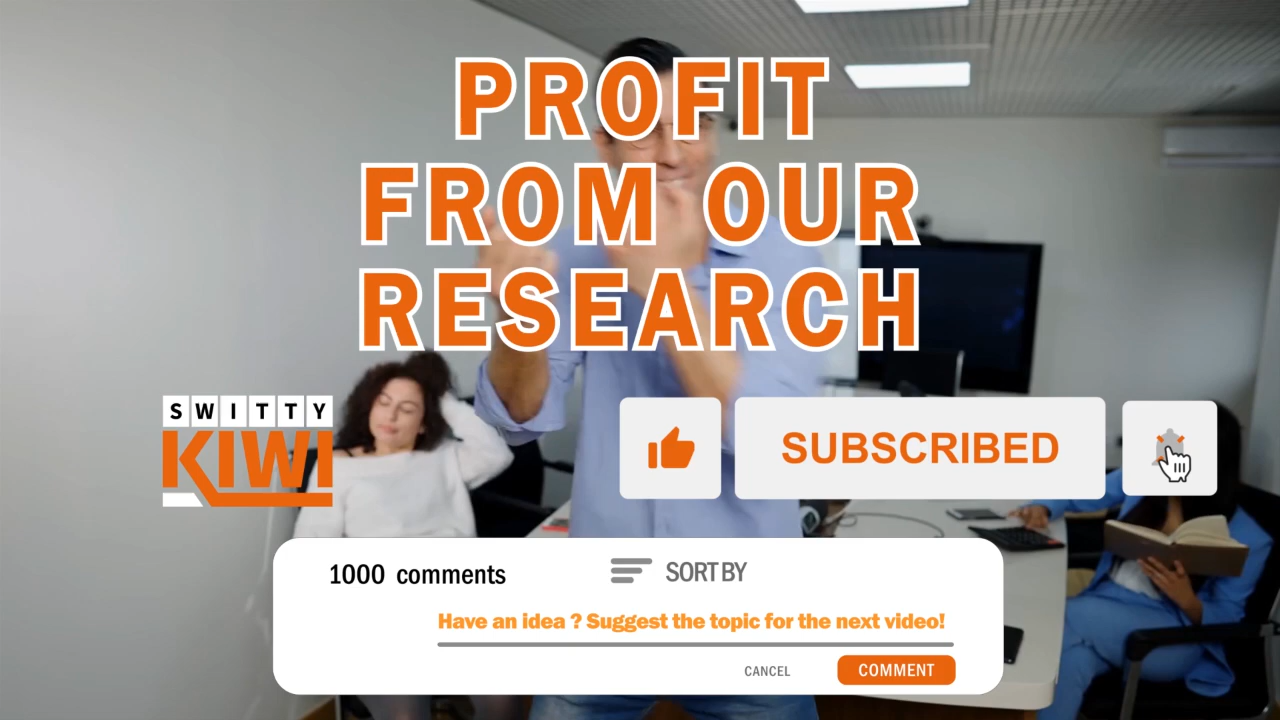 PROFIT
FROM OUR
RESEARCH
SWITTY
KIWI
SUBSCRIBED
1000 comments
SORT BY
Have an idea ? Suggest the topic for the next video!
CANCEL
COMMENT